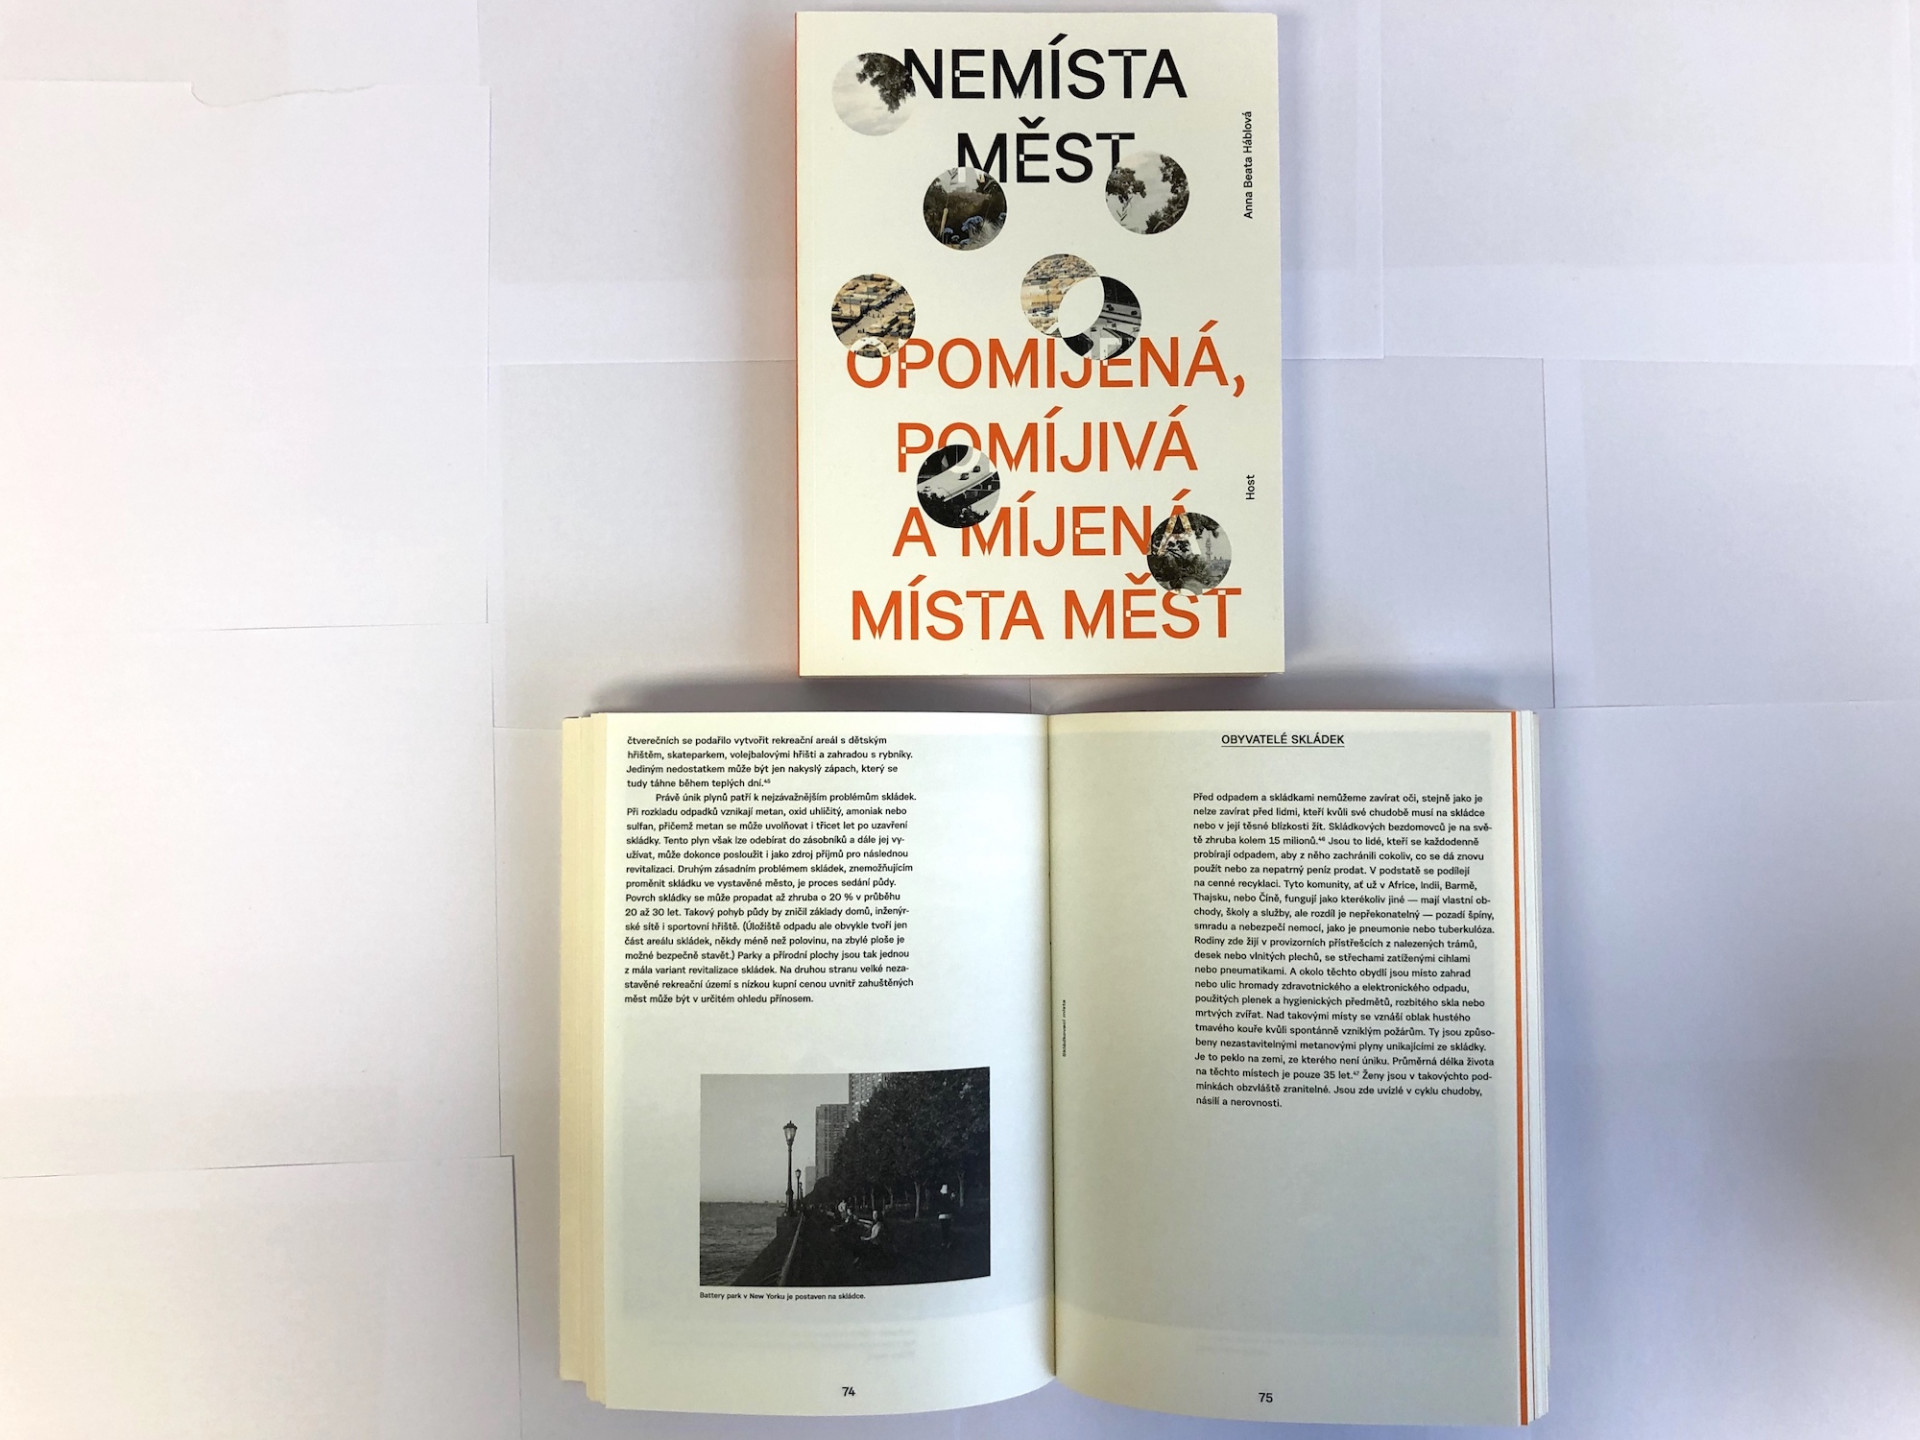 NEMÍSTA
MĚST
Anna Beata Háblová
OPOMÍJENÁ,
POMÍJIVÁ
A MÍJENÁ
MÍSTA MĚST
Host
čtverečních se podařilo vytvořit rekreační areál s dětským
hřištěm, skateparkem, volejbalovými hřišti a zahradou s rybníky.
Jediným nedostatkem může být jen nakyslý zápach, který se
tudy táhne během teplých dní.⁴⁵
Právě únik plynů patří k nejzávažnějším problémům skládek.
Při rozkladu odpadků vznikají metan, oxid uhličitý, amoniak nebo
sulfan, přičemž metan se může uvolňovat i třicet let po uzavření
skládky. Tento plyn však lze odebírat do zásobníků a dále jej vy-
užívat, může dokonce posloužit i jako zdroj příjmů pro následnou
revitalizaci. Druhým zásadním problémem skládek, znemožňujícím
proměnit skládku ve vystavěné město, je proces sedání půdy.
Povrch skládky se může propadat až zhruba o 20 % v průběhu
20 až 30 let. Takový pohyb půdy by zničil základy domů, inženýr-
ské sítě i sportovní hřiště. (Úložiště odpadu ale obvykle tvoří jen
část areálu skládek, někdy méně než polovinu, na zbylé ploše je
možné bezpečně stavět.) Parky a přírodní plochy jsou tak jednou
z mála variant revitalizace skládek. Na druhou stranu velké neza-
stavěné rekreační území s nízkou kupní cenou uvnitř zahuštěných
měst může být v určitém ohledu přínosem.
Battery park v New Yorku je postaven na skládce.
74
OBYVATELÉ SKLÁDEK
Před odpadem a skládkami nemůžeme zavírat oči, stejně jako je
nelze zavírat před lidmi, kteří kvůli své chudobě musí na skládce
nebo v její těsné blízkosti žít. Skládkových bezdomovců je na svě-
tě zhruba kolem 15 milionů.⁴⁶ Jsou to lidé, kteří se každodenně
probírají odpadem, aby z něho zachránili cokoliv, co se dá znovu
použít nebo za nepatrný peníz prodat. V podstatě se podílejí
na cenné recyklaci. Tyto komunity, ať už v Africe, Indii, Barmě,
Thajsku, nebo Číně, fungují jako kterékoliv jiné — mají vlastní ob-
chody, školy a služby, ale rozdíl je nepřekonatelný — pozadí špíny,
smradu a nebezpečí nemocí, jako je pneumonie nebo tuberkulóza.
Rodiny zde žijí v provizorních přístřešcích z nalezených trámů,
desek nebo vlnitých plechů, se střechami zatíženými cihlami
nebo pneumatikami. A okolo těchto obydlí jsou místo zahrad
nebo ulic hromady zdravotnického a elektronického odpadu,
použitých plenek a hygienických předmětů, rozbitého skla nebo
mrtvých zvířat. Nad takovými místy se vznáší oblak hustého
tmavého kouře kvůli spontánně vzniklým požárům. Ty jsou způso-
beny nezastavitelnými metanovými plyny unikajícími ze skládky.
Je to peklo na zemi, ze kterého není úniku. Průměrná délka života
na těchto místech je pouze 35 let.⁴⁷ Ženy jsou v takovýchto pod-
mínkách obzvláště zranitelné. Jsou zde uvízlé v cyklu chudoby,
násilí a nerovnosti.
75